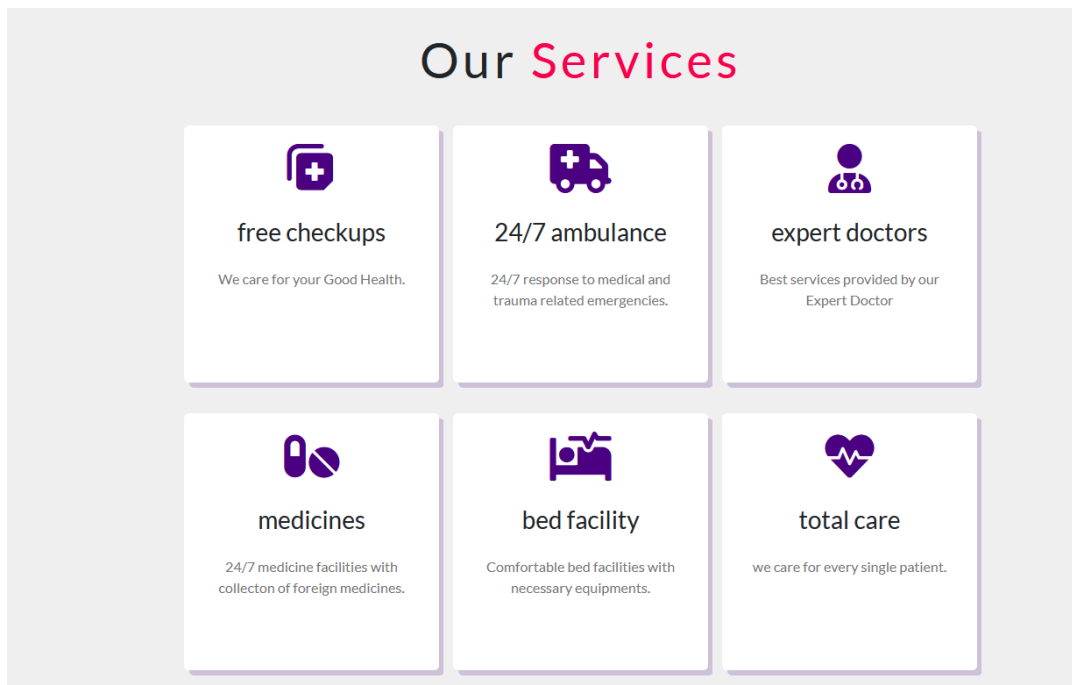 Our Services
free checkups
We care for your Good Health.
24/7 ambulance
24/7 response to medical and
trauma related emergencies.
expert doctors
Best services provided by our
Expert Doctor
medicines
24/7 medicine facilities with
collecton of foreign medicines.
bed facility
Comfortable bed facilities with
necessary equipments.
total care
we care for every single patient.